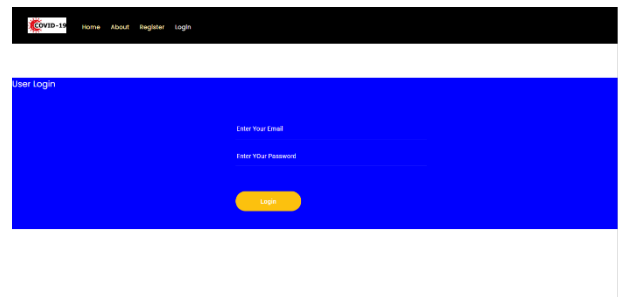 COVID-19 Home About Register Login
User Login
Enter Your Email
Enter YOur Password
Login